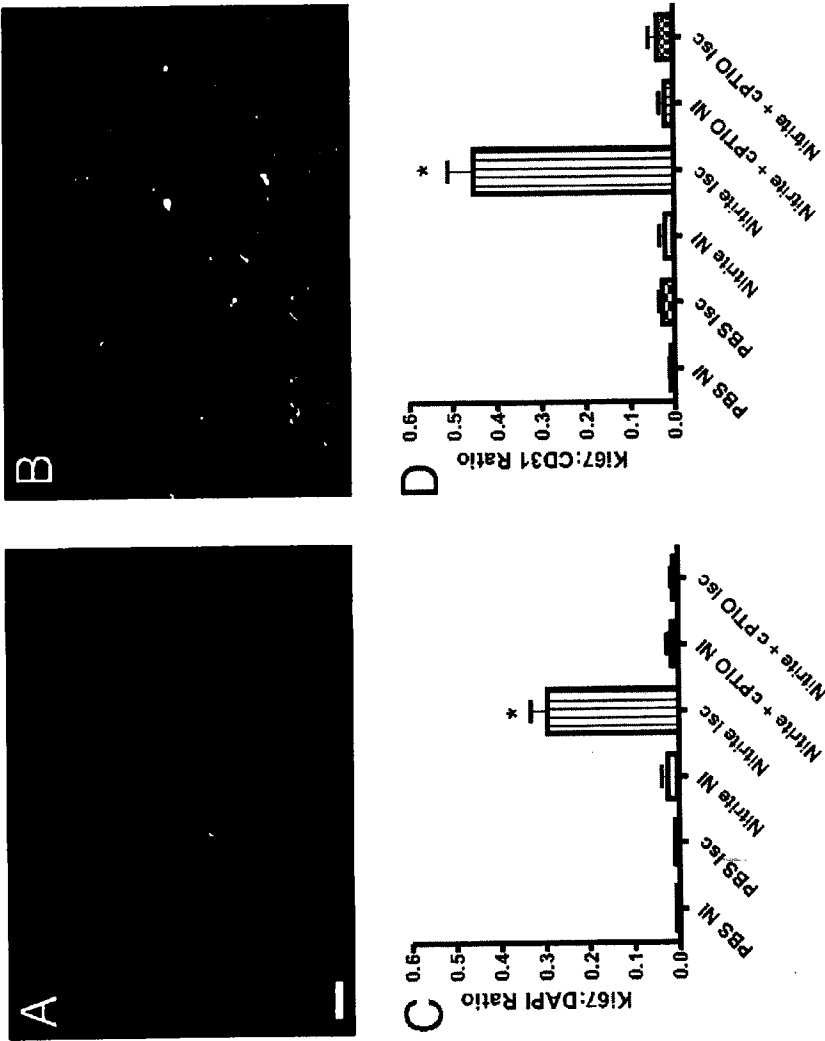 A
B
C
Ki67:DAPI Ratio
0.6
0.5
0.4
0.3
0.2
0.1
0.0
*
PBS NI
PBS Isc
Nitrite NI
Nitrite Isc
Nitrite + cPTIO NI
Nitrite + cPTIO Isc
D
Ki67:CD31 Ratio
0.6
0.5
0.4
0.3
0.2
0.1
0.0
*
PBS NI
PBS Isc
Nitrite NI
Nitrite Isc
Nitrite + cPTIO NI
Nitrite + cPTIO Isc